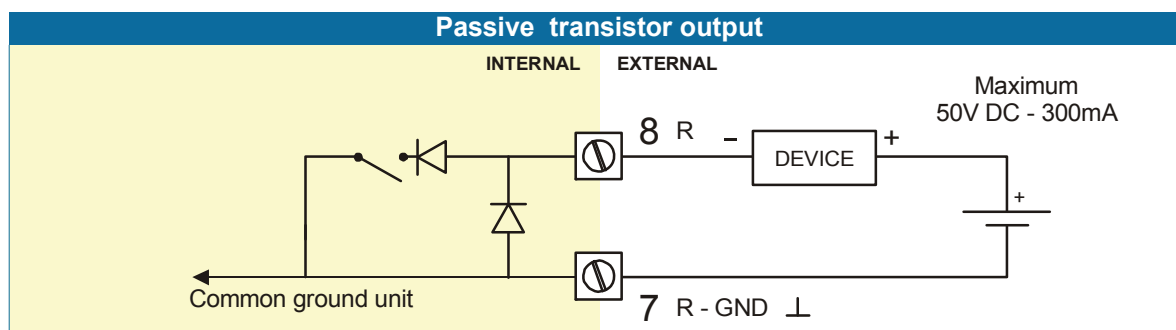 Passive transistor output
INTERNAL EXTERNAL
Maximum
50V DC - 300mA
8 R - DEVICE +
+
Common ground unit
7 R - GND ⊥